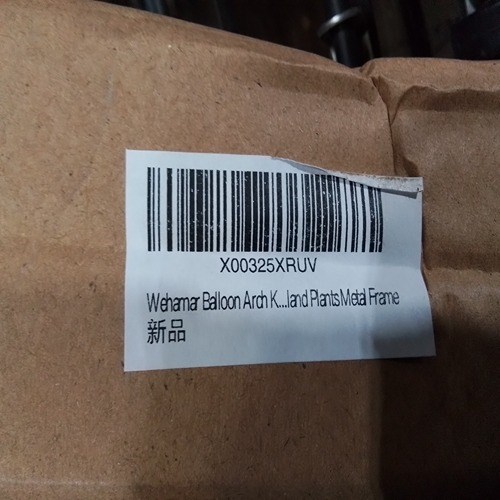 X00325XRUV
Wehamar Balloon Arch K...land Plants Metal Frame
新品